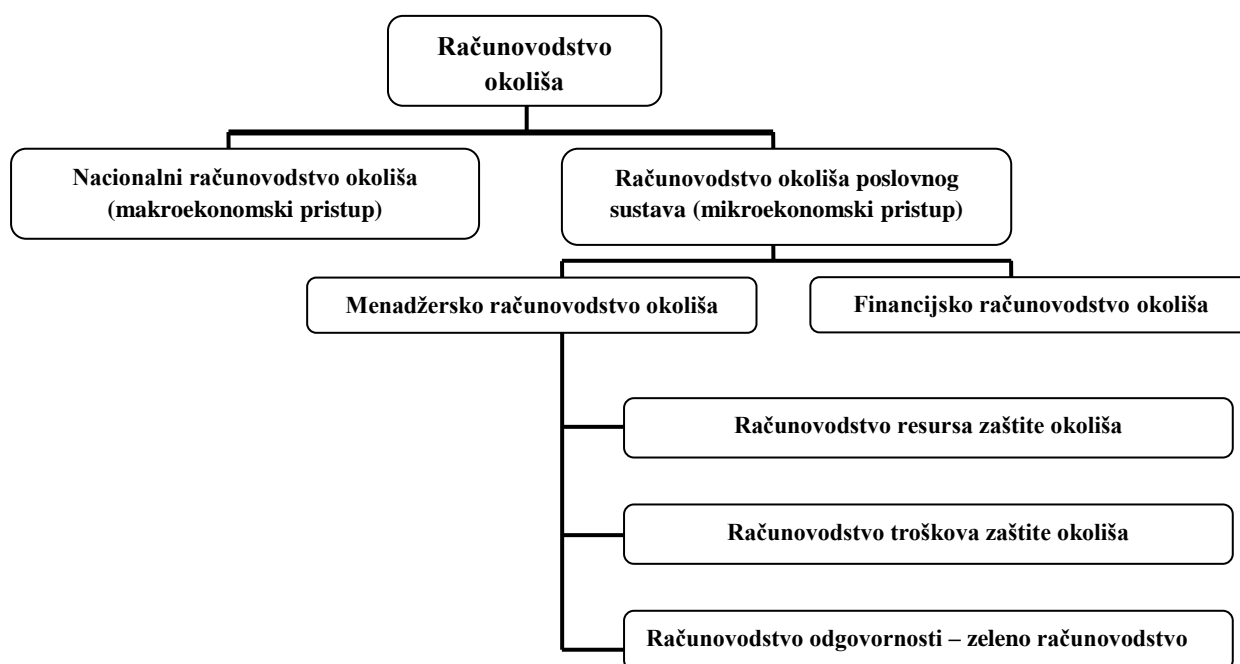 Računovodstvo
okoliša
Nacionalni računovodstvo okoliša
(makroekonomski pristup)
Računovodstvo okoliša poslovnog
sustava (mikroekonomski pristup)
Menadžersko računovodstvo okoliša
Financijsko računovodstvo okoliša
Računovodstvo resursa zaštite okoliša
Računovodstvo troškova zaštite okoliša
Računovodstvo odgovornosti – zeleno računovodstvo